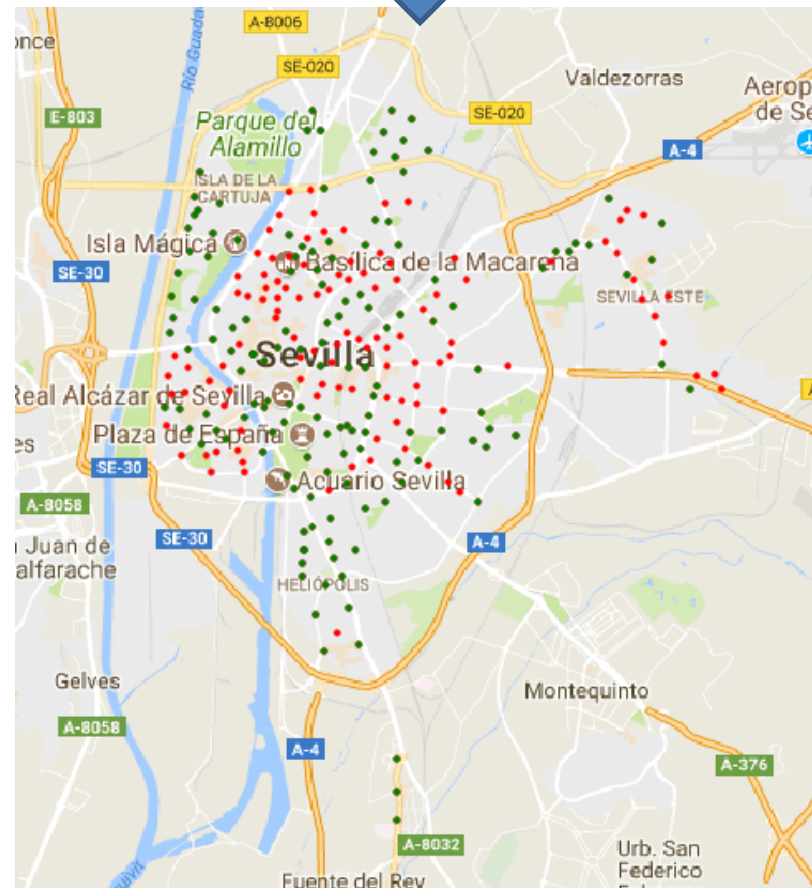 A-8006
once
Río Guada
SE-020
Valdezorras
Aerop
de Se
E-803
Parque del
Alamillo
SE-020
A-4
ISLA DE LA
CARTUJA
Isla Mágica
Basílica de la Macarena
SE-30
SEVILLA ESTE
Sevilla
Real Alcázar de Sevilla
Plaza de España
es
SE-30
Acuario Sevilla
A-8058
SE-30
A-4
Juan de
alfarache
HELIÓPOLIS
Gelves
Montequinto
A-8058
A-4
A-376
A-8032
Urb. San
Federico
Fuente del Rey